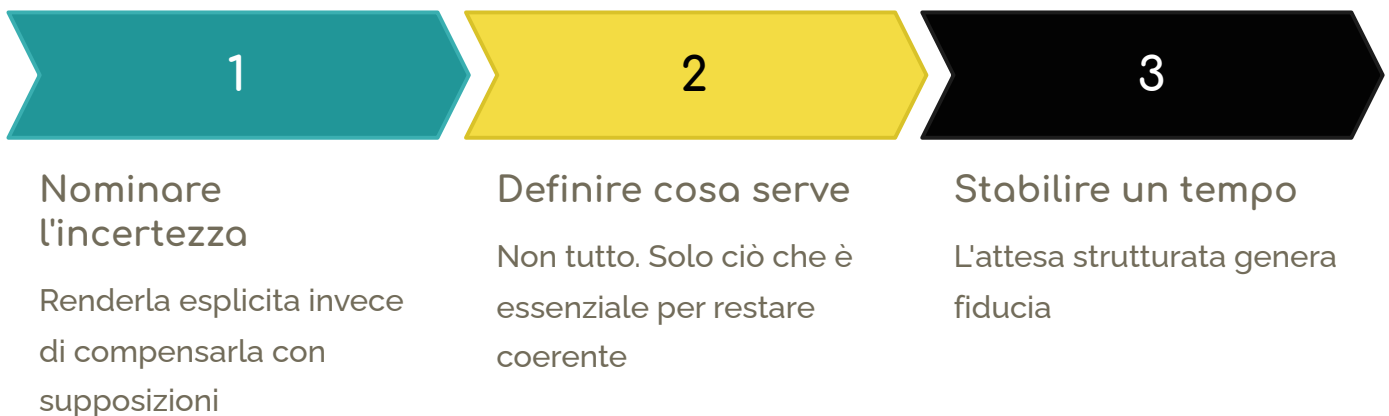 1
2
3
Nominare
l'incertezza
Renderla esplicita invece
di compensarla con
supposizioni
Definire cosa serve
Non tutto. Solo ciò che è
essenziale per restare
coerente
Stabilire un tempo
L'attesa strutturata genera
fiducia